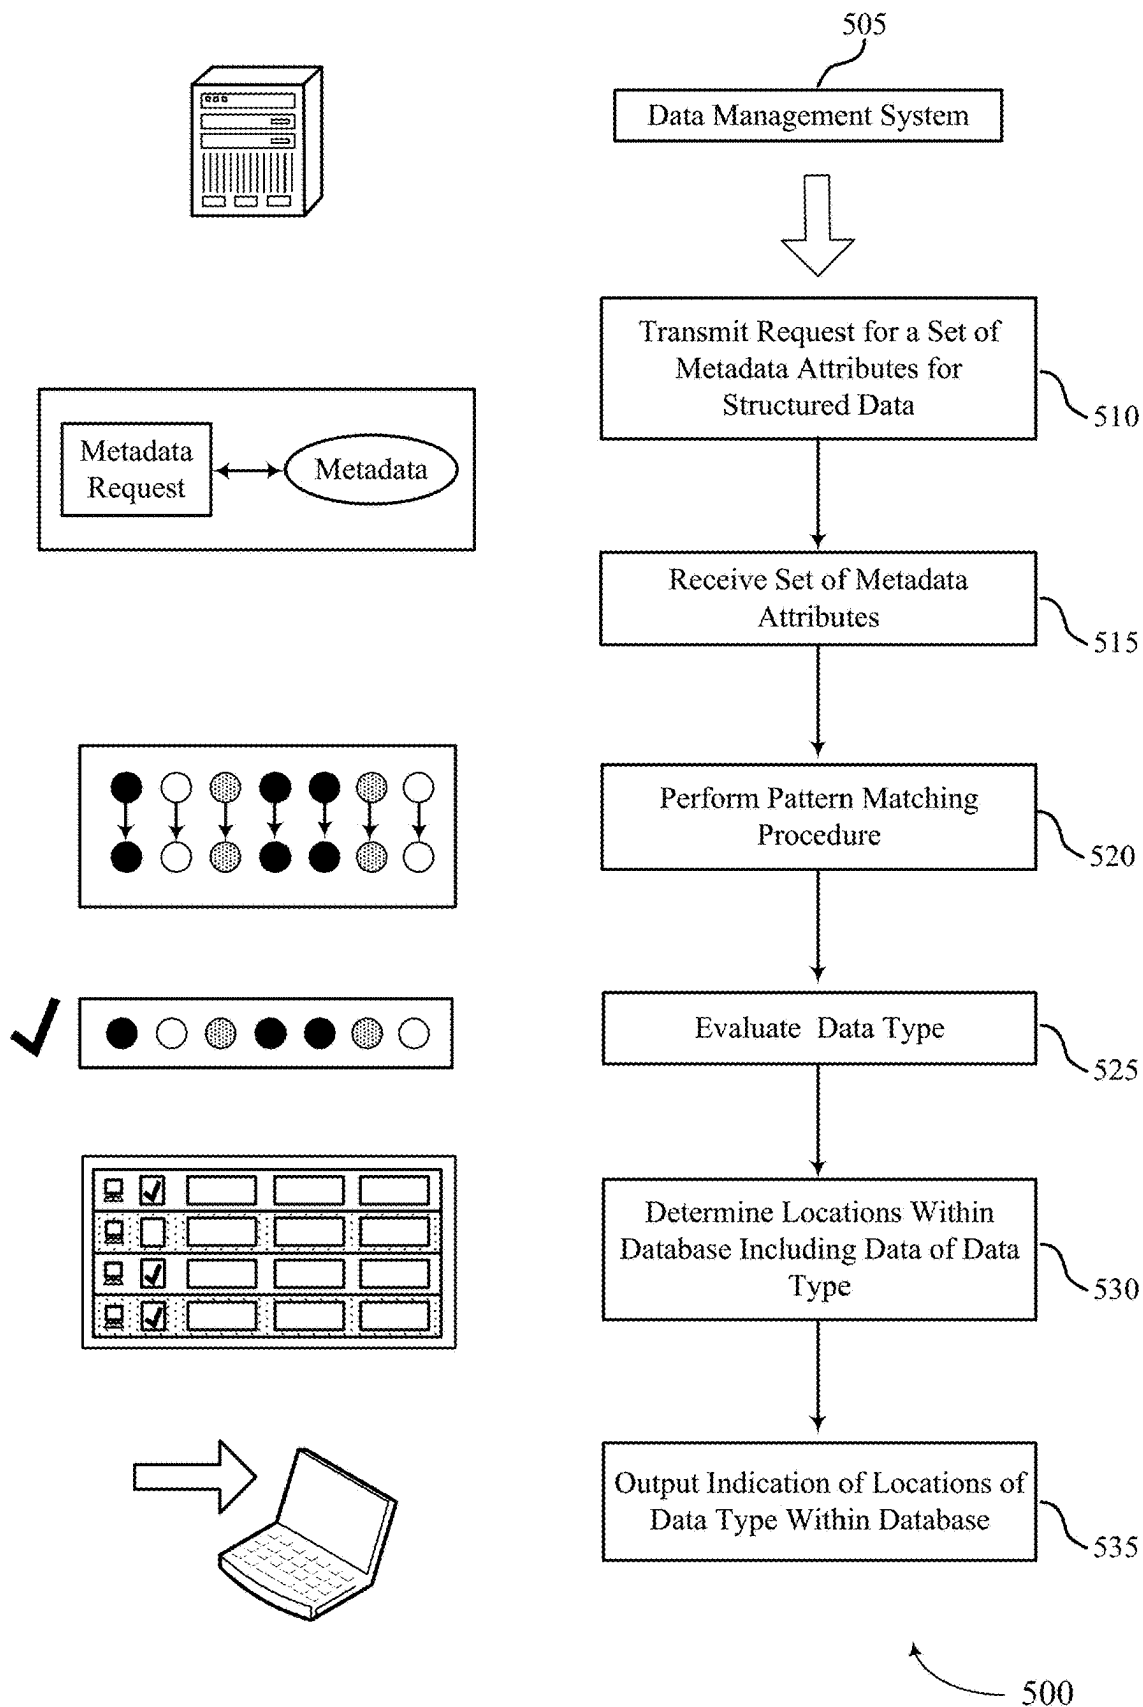 505
Data Management System
Transmit Request for a Set of
Metadata Attributes for
Structured Data
510
Metadata
Request
Metadata
Receive Set of Metadata
Attributes
515
Perform Pattern Matching
Procedure
520
Evaluate Data Type
525
Determine Locations Within
Database Including Data of Data
Type
530
Output Indication of Locations of
Data Type Within Database
535
500